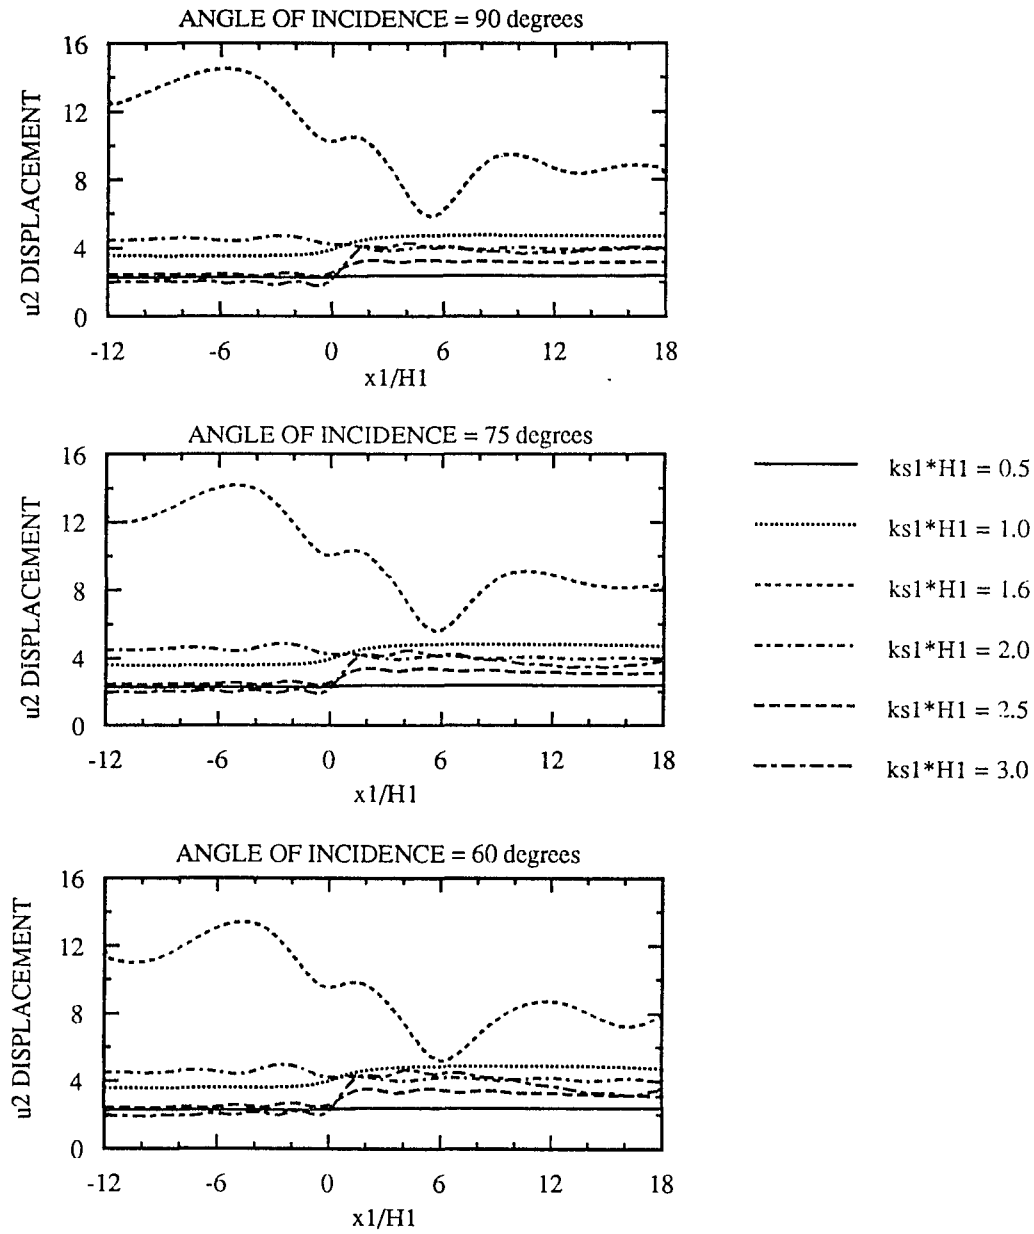 ANGLE OF INCIDENCE = 90 degrees
16
12
8
4
0
u2 DISPLACEMENT
-12 -6 0 6 12 18
x1/H1
ANGLE OF INCIDENCE = 75 degrees
16
12
8
4
0
u2 DISPLACEMENT
-12 -6 0 6 12 18
x1/H1
ks1*H1 = 0.5
ks1*H1 = 1.0
ks1*H1 = 1.6
ks1*H1 = 2.0
ks1*H1 = 2.5
ks1*H1 = 3.0
ANGLE OF INCIDENCE = 60 degrees
16
12
8
4
0
u2 DISPLACEMENT
-12 -6 0 6 12 18
x1/H1